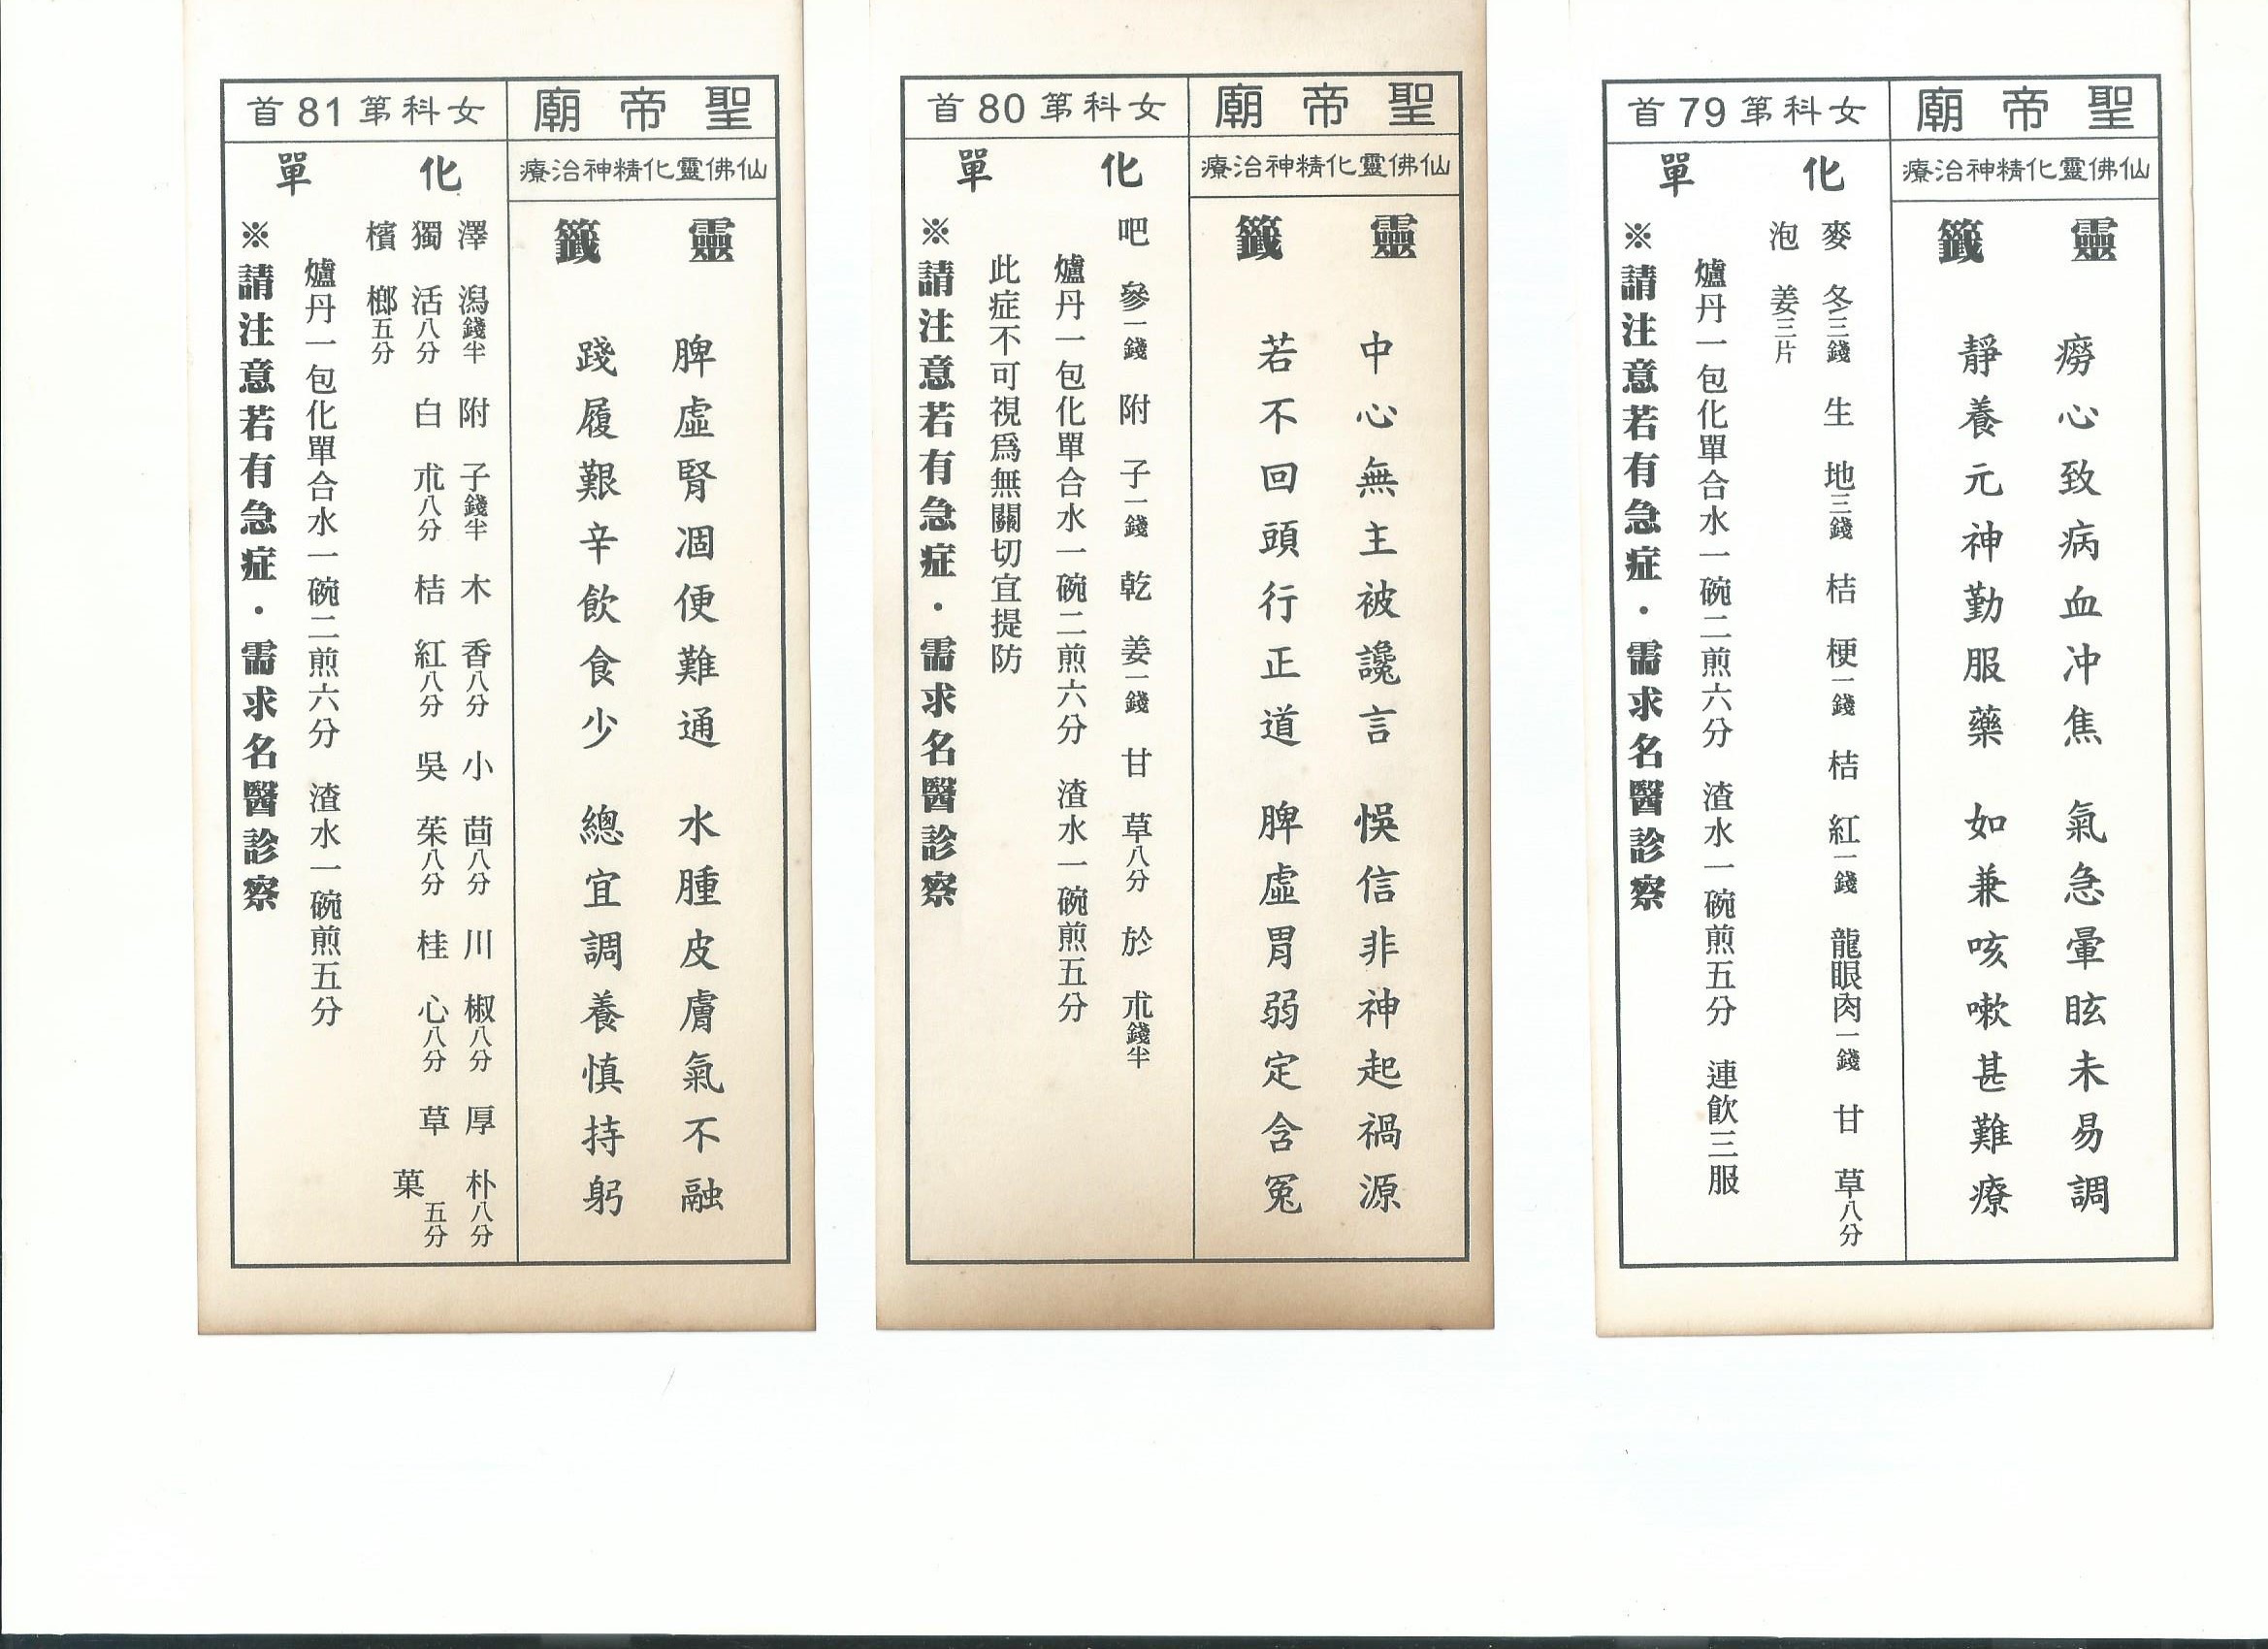 聖帝廟
女科第79首
仙佛靈化精神治療
靈籤
癆心致病血冲焦　氣急暈眩未易調
靜養元神勤服藥　如兼咳嗽甚難療
化單
麥冬三錢　生地三錢　桔梗一錢　桔紅一錢　龍眼肉一錢　甘草八分
泡姜三片
爐丹一包化單合水一碗二煎六分　渣水一碗煎五分　連飲三服
※請注意若有急症．需求名醫診察
聖帝廟
女科第80首
仙佛靈化精神治療
靈籤
中心無主被讒言　悞信非神起禍源
若不回頭行正道　脾虛胃弱定含冤
化單
吧參一錢　附子一錢　乾姜一錢　甘草八分　於朮錢半
爐丹一包化單合水一碗二煎六分　渣水一碗煎五分
此症不可視為無關切宜提防
※請注意若有急症．需求名醫診察
聖帝廟
女科第81首
仙佛靈化精神治療
靈籤
脾虛腎凅便難通　水腫皮膚氣不融
踐履艱辛飲食少　總宜調養慎持躬
化單
澤瀉錢半　附子錢半　木香八分　小茴八分　川椒八分　厚朴八分
獨活八分　白朮八分　桔紅八分　吳茱八分　桂心八分　草菓五分
檳榔五分
爐丹一包化單合水一碗二煎六分　渣水一碗煎五分
※請注意若有急症．需求名醫診察